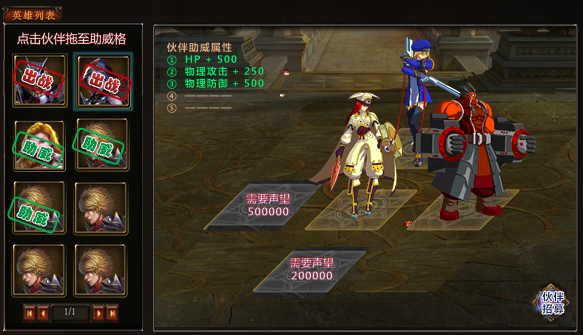 英雄列表
点击伙伴拖至助威格
出战
出战
助威
助威
助威
1/1
伙伴助威属性
① HP + 500
② 物理攻击 + 250
③ 物理防御 + 500
④ —————
⑤ —————
需要声望
500000
需要声望
200000
伙伴
招募